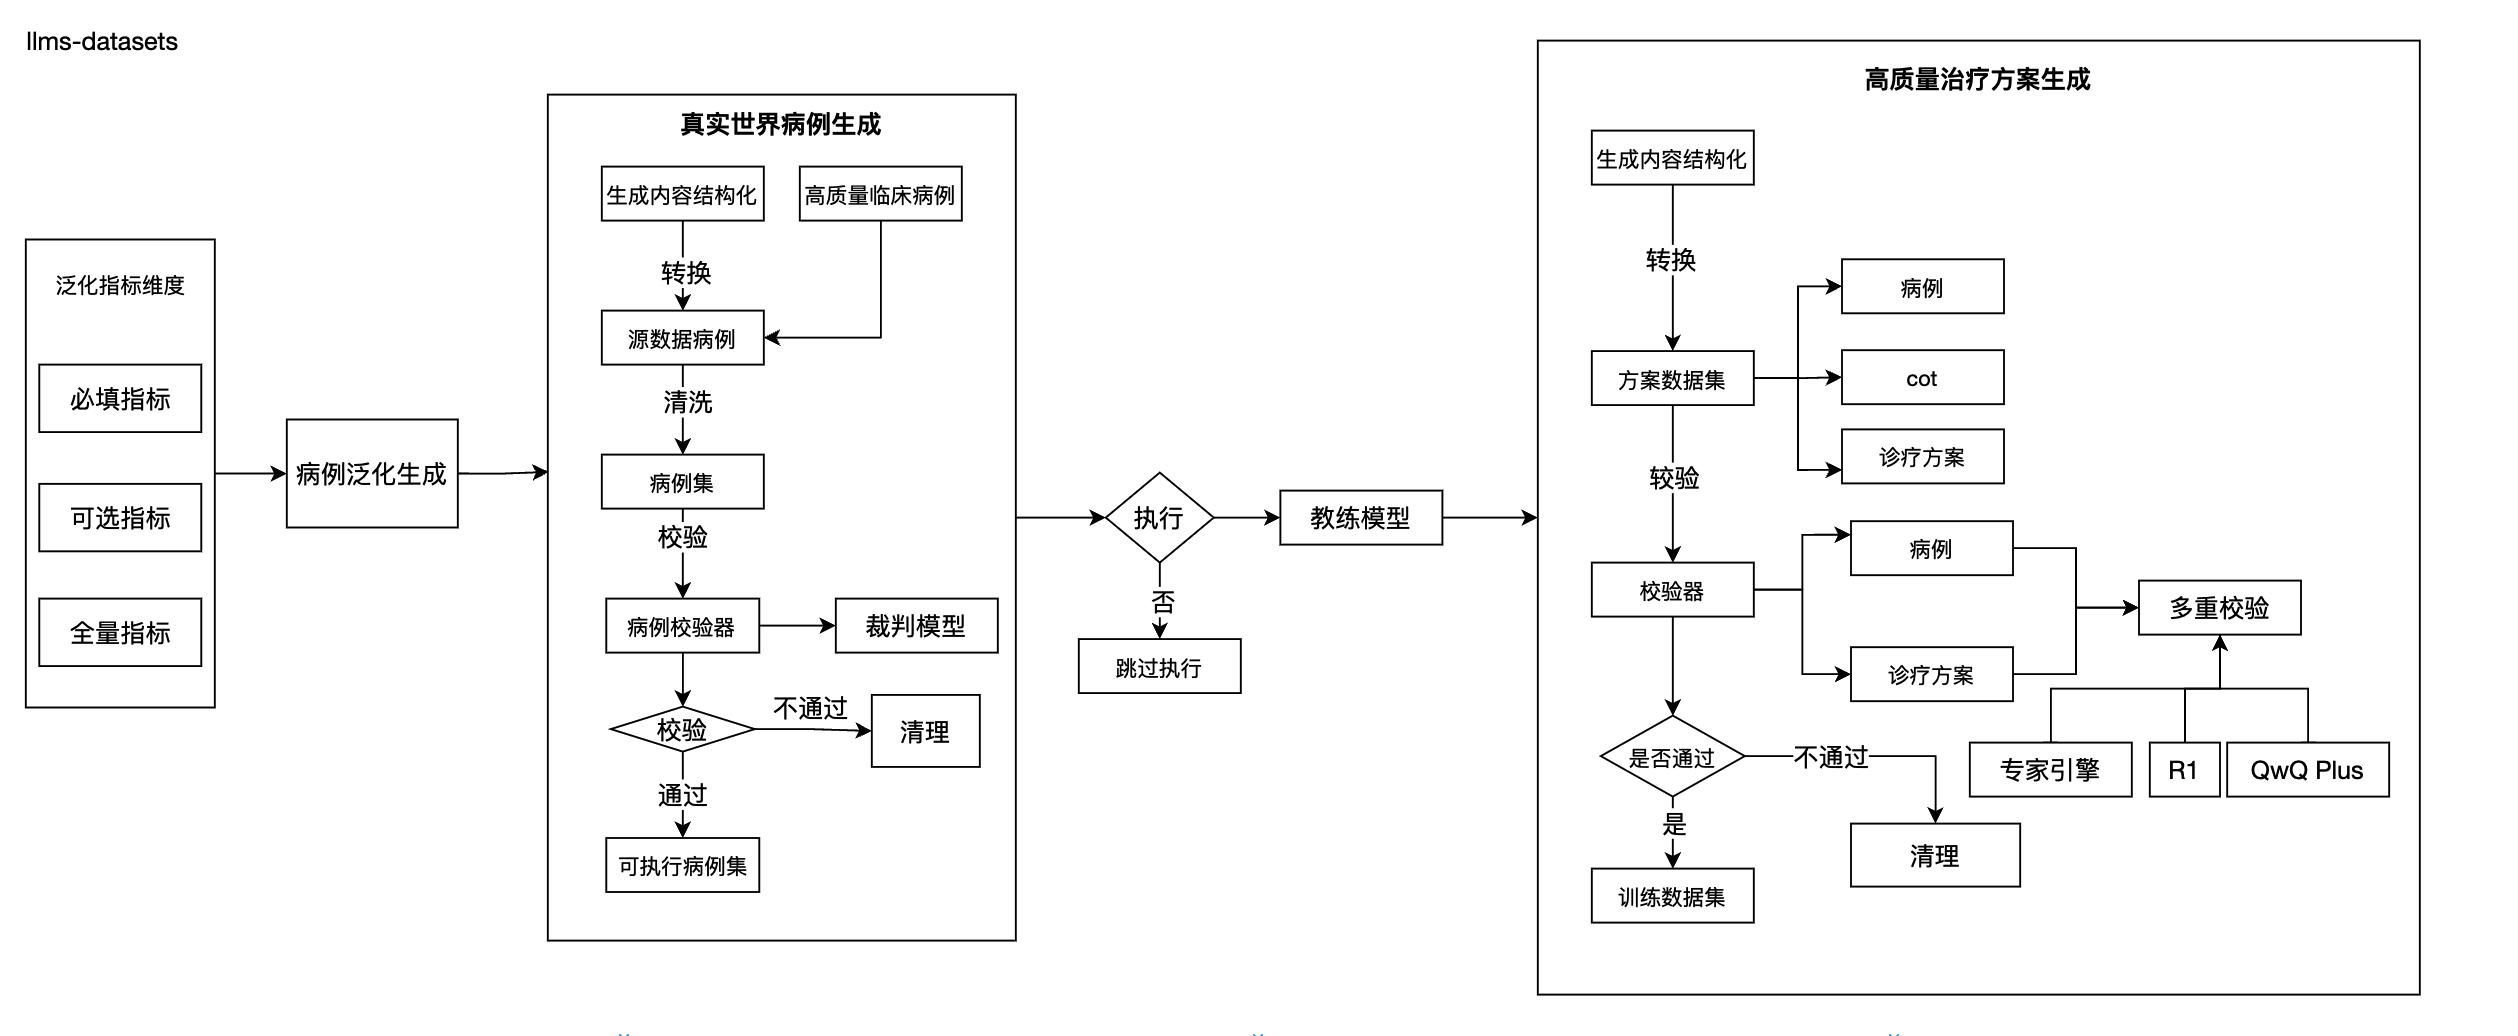 llms-datasets
泛化指标维度
必填指标
可选指标
全量指标
病例泛化生成
真实世界病例生成
生成内容结构化
高质量临床病例
转换
源数据病例
清洗
病例集
校验
病例校验器
裁判模型
校验
不通过
清理
通过
可执行病例集
执行
否
跳过执行
教练模型
高质量治疗方案生成
生成内容结构化
转换
病例
方案数据集
cot
诊疗方案
较验
校验器
病例
诊疗方案
多重校验
专家引擎
R1
QwQ Plus
是否通过
不通过
清理
是
训练数据集